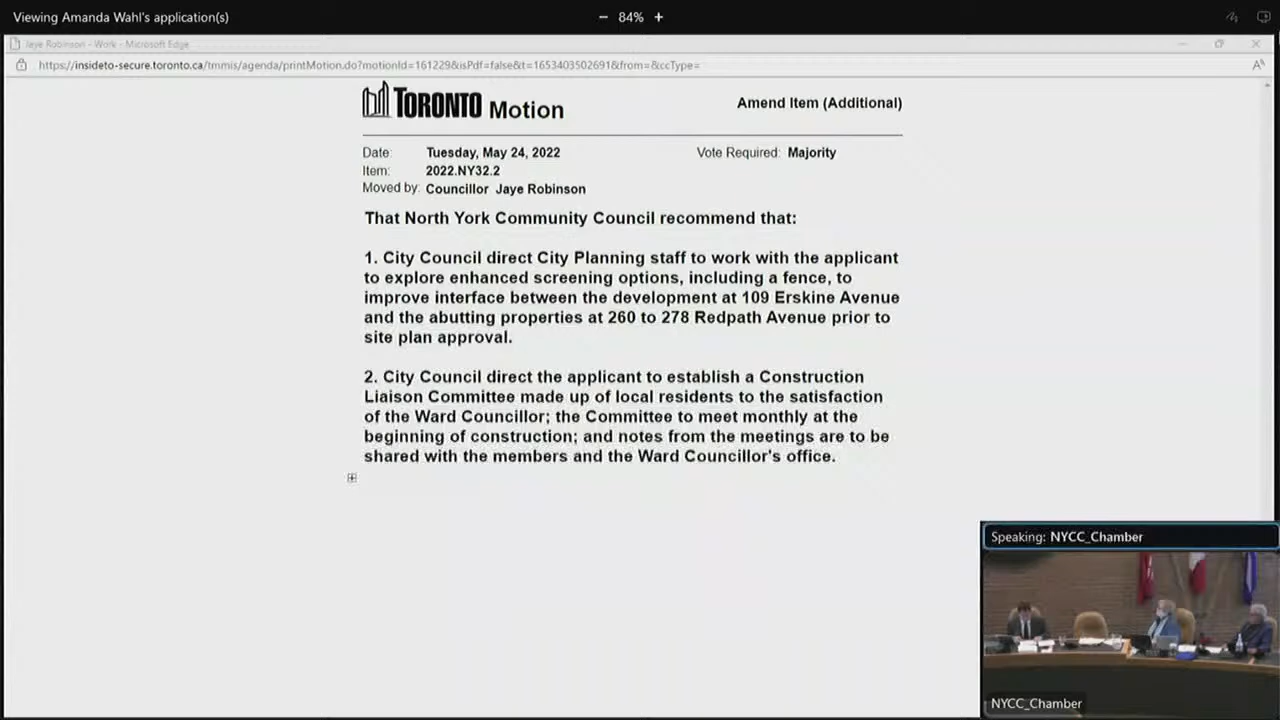 Viewing Amanda Wahl's application(s)
− 84% +
Jaye Robinson - Work - Microsoft Edge
https://insideto-secure.toronto.ca/tmmis/agenda/printMotion.do?motionId=161229&isPdf=false&t=1653403502691&from=&ccType=
TORONTO Motion
Amend Item (Additional)
Date: Tuesday, May 24, 2022
Vote Required: Majority
Item: 2022.NY32.2
Moved by: Councillor Jaye Robinson
That North York Community Council recommend that:
1. City Council direct City Planning staff to work with the applicant
to explore enhanced screening options, including a fence, to
improve interface between the development at 109 Erskine Avenue
and the abutting properties at 260 to 278 Redpath Avenue prior to
site plan approval.
2. City Council direct the applicant to establish a Construction
Liaison Committee made up of local residents to the satisfaction
of the Ward Councillor; the Committee to meet monthly at the
beginning of construction; and notes from the meetings are to be
shared with the members and the Ward Councillor's office.
Speaking: NYCC_Chamber
NYCC_Chamber